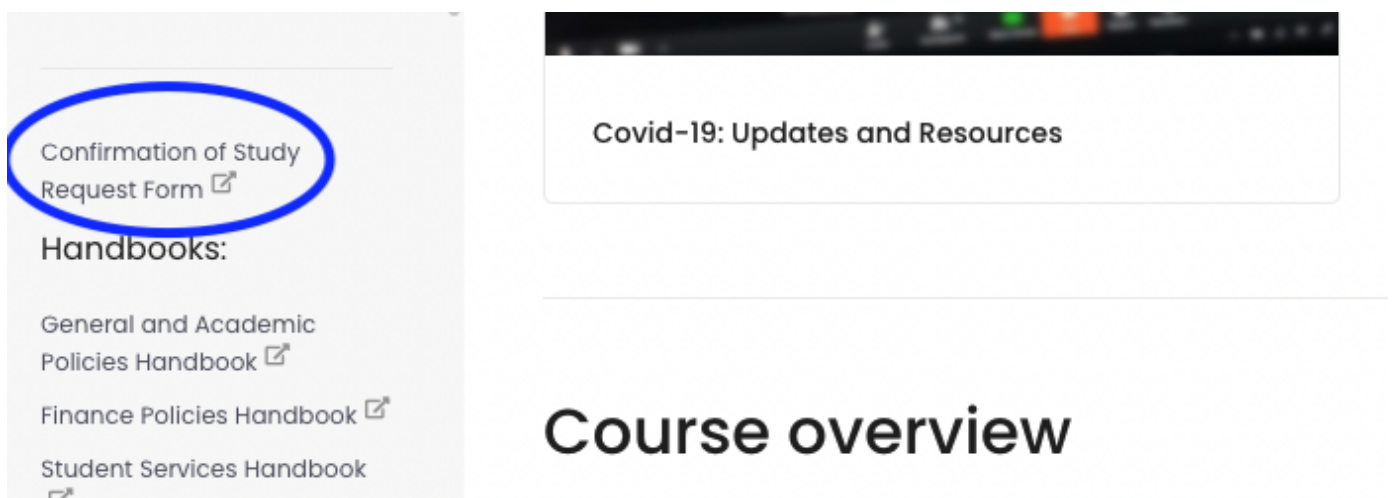 Confirmation of Study
Request Form
Handbooks:
General and Academic
Policies Handbook
Finance Policies Handbook
Student Services Handbook
Covid-19: Updates and Resources
Course overview